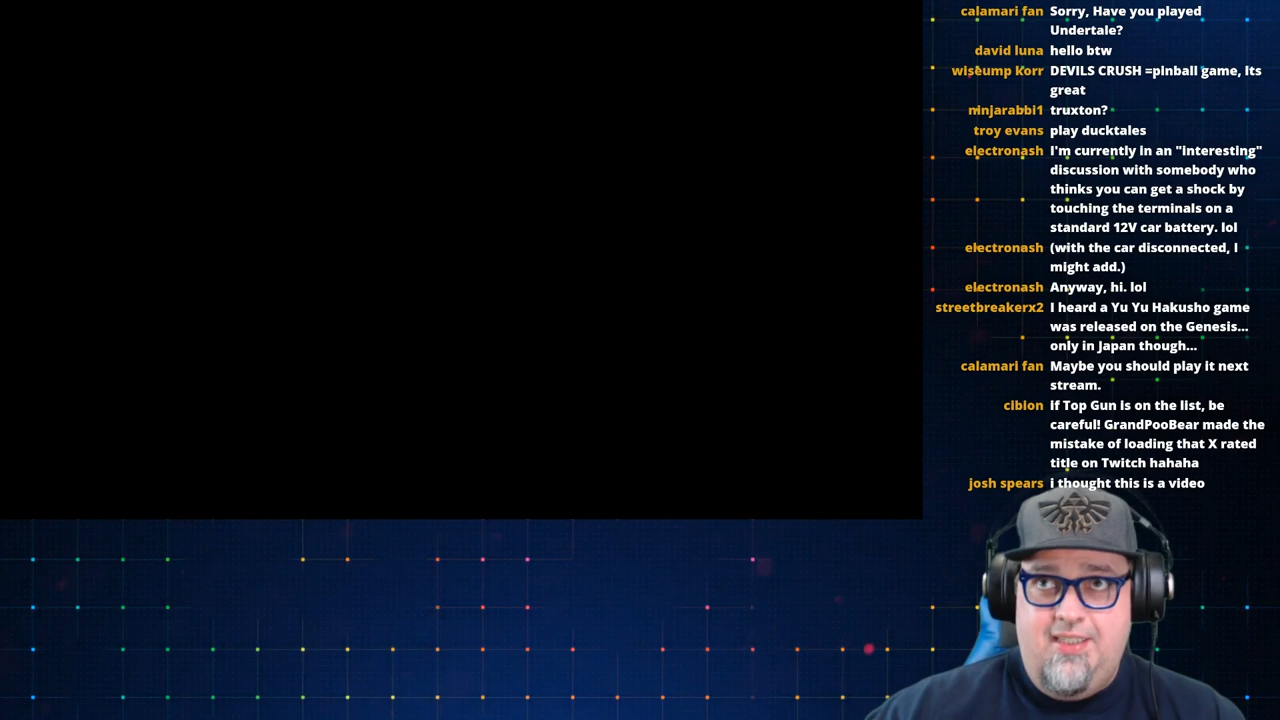 calamari fan Sorry, Have you played
Undertale?
david luna hello btw
wiseump korr DEVILS CRUSH =pinball game, its
great
ninjarabbi1 truxton?
troy evans play ducktales
electronash I'm currently in an "interesting"
discussion with somebody who
thinks you can get a shock by
touching the terminals on a
standard 12V car battery. lol
electronash (with the car disconnected, I
might add.)
electronash Anyway, hi. lol
streetbreakerx2 I heard a Yu Yu Hakusho game
was released on the Genesis...
only in Japan though...
calamari fan Maybe you should play it next
stream.
cibion if Top Gun is on the list, be
careful! GrandPooBear made the
mistake of loading that X rated
title on Twitch hahaha
josh spears i thought this is a video